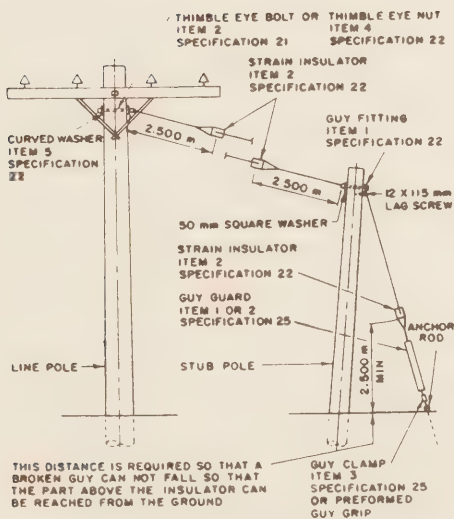 THIMBLE EYE BOLT OR THIMBLE EYE NUT
ITEM 2 ITEM 4
SPECIFICATION 21 SPECIFICATION 22
STRAIN INSULATOR
ITEM 2
SPECIFICATION 22
GUY FITTING
ITEM 1
SPECIFICATION 22
CURVED WASHER
ITEM 5
SPECIFICATION
22
2.500 m
2.500 m
12 X 115 mm
LAG SCREW
50 mm SQUARE WASHER
STRAIN INSULATOR
ITEM 2
SPECIFICATION 22
GUY GUARD
ITEM 1 OR 2
SPECIFICATION 25
ANCHOR
ROD
LINE POLE
STUB POLE
2.500 m
MIN
THIS DISTANCE IS REQUIRED SO THAT A
BROKEN GUY CAN NOT FALL SO THAT
THE PART ABOVE THE INSULATOR CAN
BE REACHED FROM THE GROUND
GUY CLAMP
ITEM 3
SPECIFICATION 25
OR PREFORMED
GUY GRIP